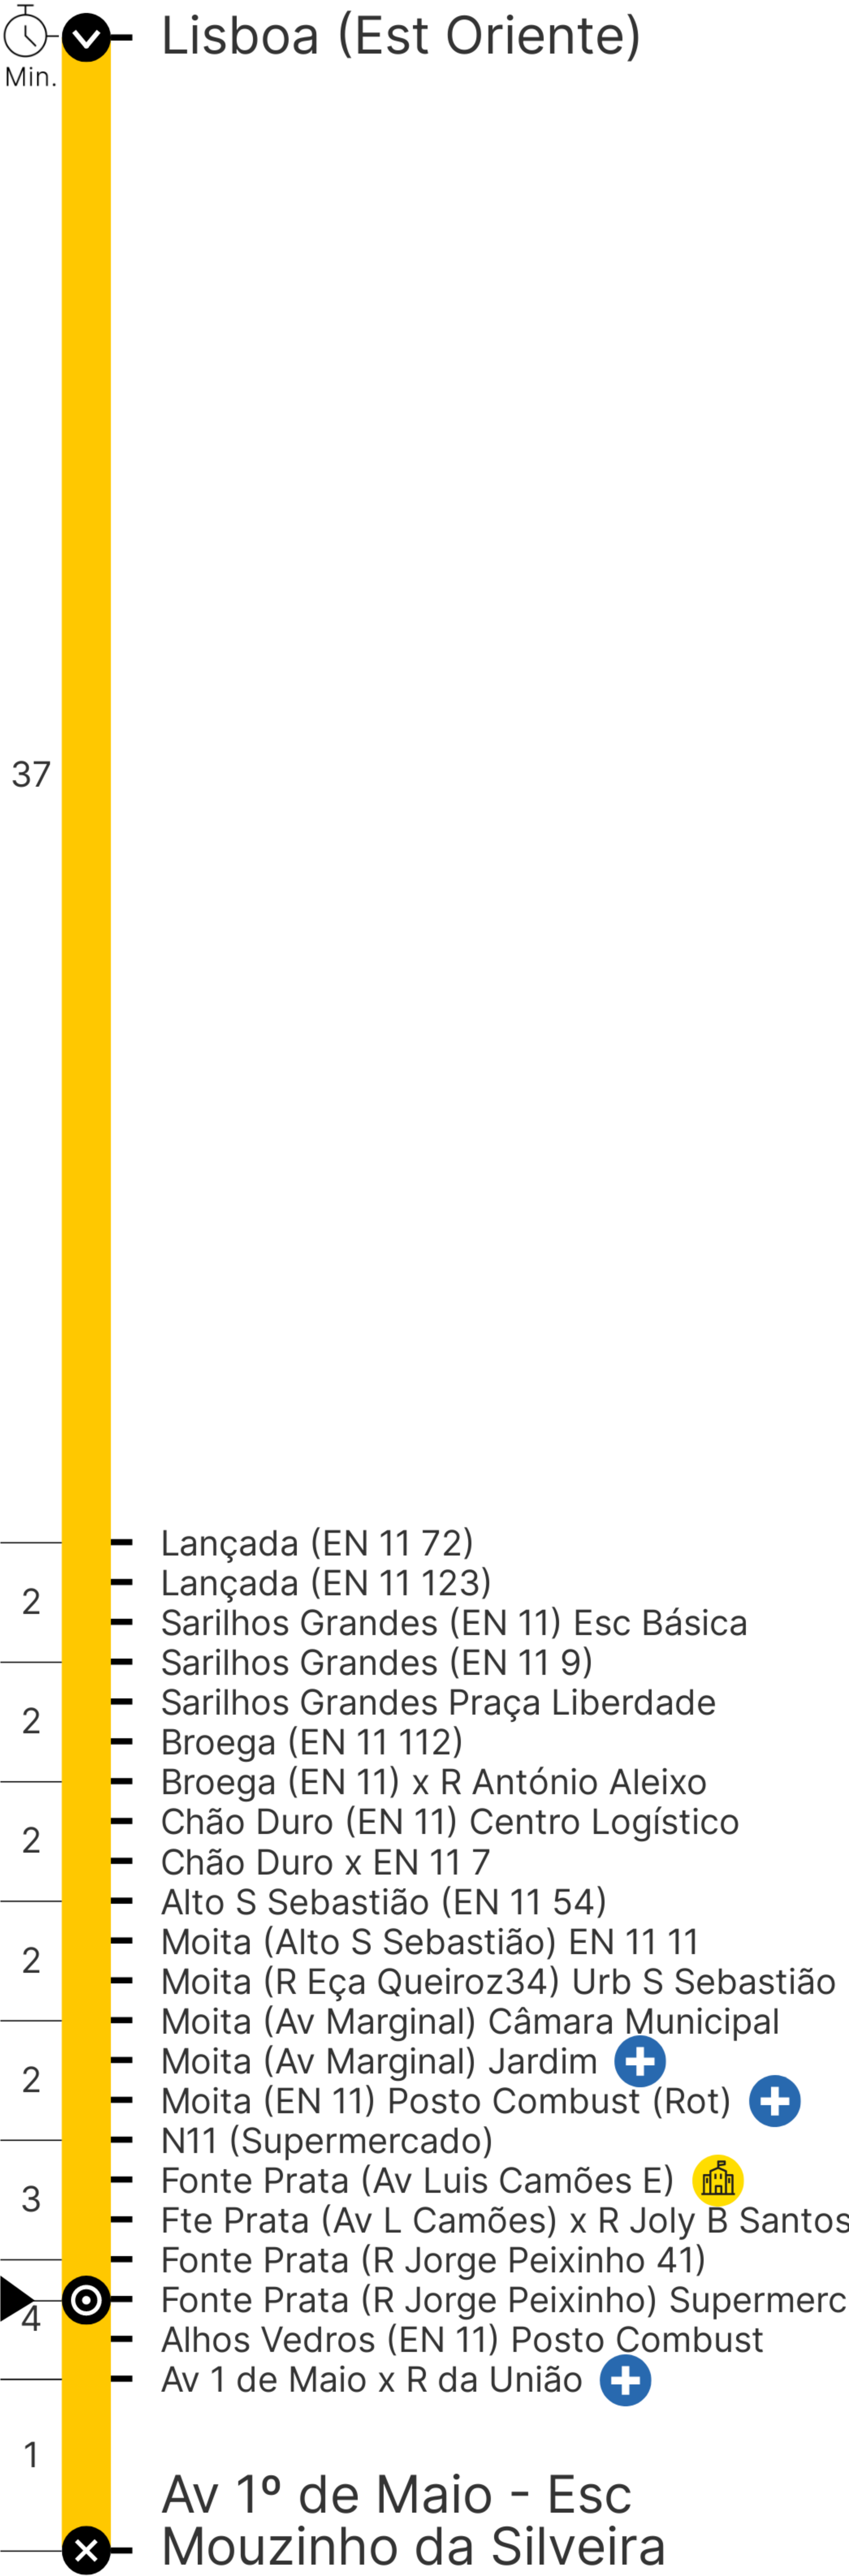 Lisboa (Est Oriente)
Min.
37
Lançada (EN 11 72)
Lançada (EN 11 123)
2
Sarilhos Grandes (EN 11) Esc Básica
Sarilhos Grandes (EN 11 9)
Sarilhos Grandes Praça Liberdade
2
Broega (EN 11 112)
Broega (EN 11) x R António Aleixo
Chão Duro (EN 11) Centro Logístico
2
Chão Duro x EN 11 7
Alto S Sebastião (EN 11 54)
Moita (Alto S Sebastião) EN 11 11
2
Moita (R Eça Queiroz34) Urb S Sebastião
Moita (Av Marginal) Câmara Municipal
Moita (Av Marginal) Jardim
2
Moita (EN 11) Posto Combust (Rot)
N11 (Supermercado)
Fonte Prata (Av Luis Camões E)
3
Fte Prata (Av L Camões) x R Joly B Santos
Fonte Prata (R Jorge Peixinho 41)
Fonte Prata (R Jorge Peixinho) Supermerc
4
Alhos Vedros (EN 11) Posto Combust
Av 1 de Maio x R da União
1
Av 1º de Maio - Esc
Mouzinho da Silveira